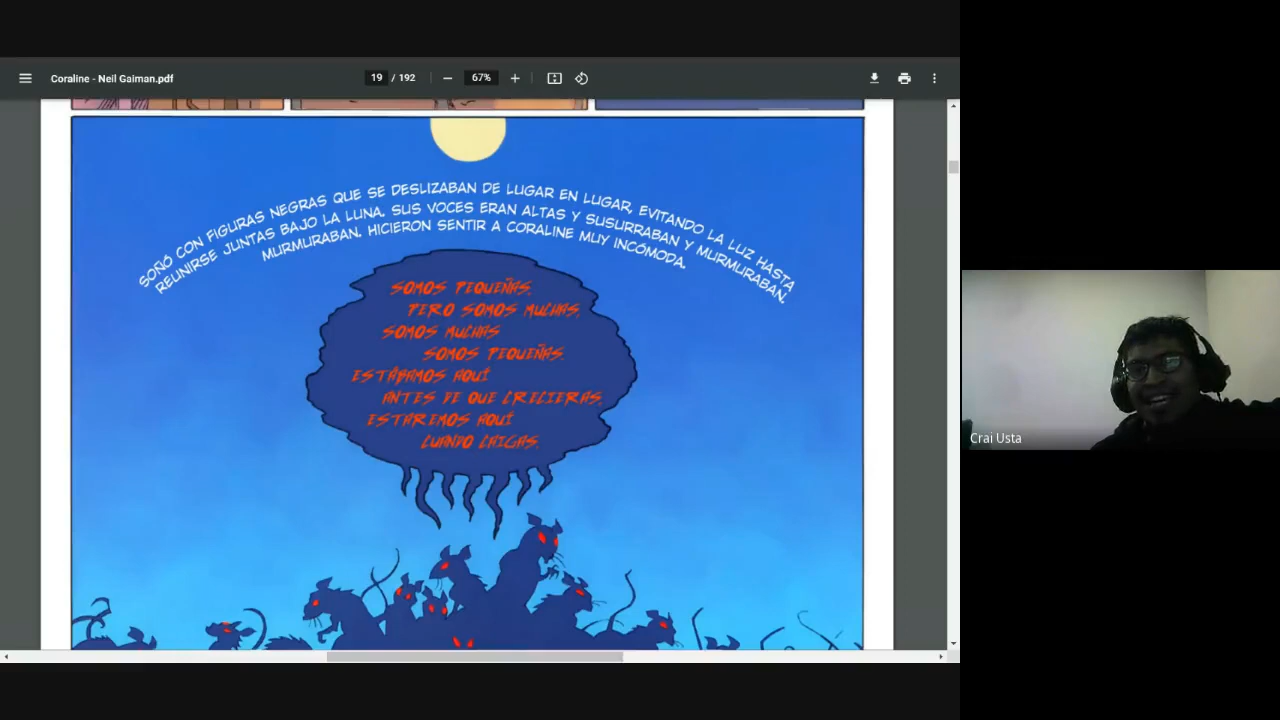 Coraline - Neil Gaiman.pdf
19 / 192
67%
SOÑÓ CON FIGURAS NEGRAS QUE SE DESLIZABAN DE LUGAR EN LUGAR, EVITANDO LA LUZ HASTA
REUNIRSE JUNTAS BAJO LA LUNA. SUS VOCES ERAN ALTAS Y SUSURRABAN Y MURMURABAN.
MURMURABAN. HICIERON SENTIR A CORALINE MUY INCÓMODA.
SOMOS PEQUEÑAS,
PERO SOMOS MUCHAS,
SOMOS MUCHAS
SOMOS PEQUEÑAS.
ESTÁBAMOS AQUÍ
ANTES DE QUE CRECIERAS,
ESTAREMOS AQUÍ
CUANDO CAIGAS.
Crai Usta